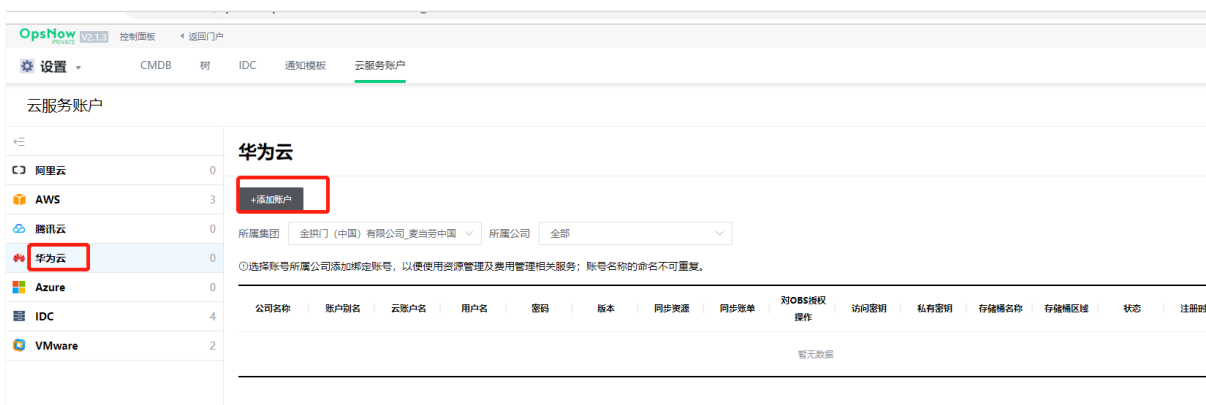 OpsNow PRIVATE V2.1.3 控制面板 返回门户
设置 CMDB 树 IDC 通知模板 云服务账户
云服务账户
华为云
阿里云 0
AWS 3
腾讯云 0
华为云 0
Azure 0
IDC 4
VMware 2
+添加账户
所属集团 金拱门（中国）有限公司_麦当劳中国 所属公司 全部
①选择账号所属公司添加绑定账号，以便使用资源管理及费用管理相关服务；账号名称的命名不可重复。
公司名称 账户别名 云账户名 用户名 密码 版本 同步资源 同步账单 对OBS授权操作 访问密钥 私有密钥 存储桶名称 存储桶区域 状态 注册时
暂无数据